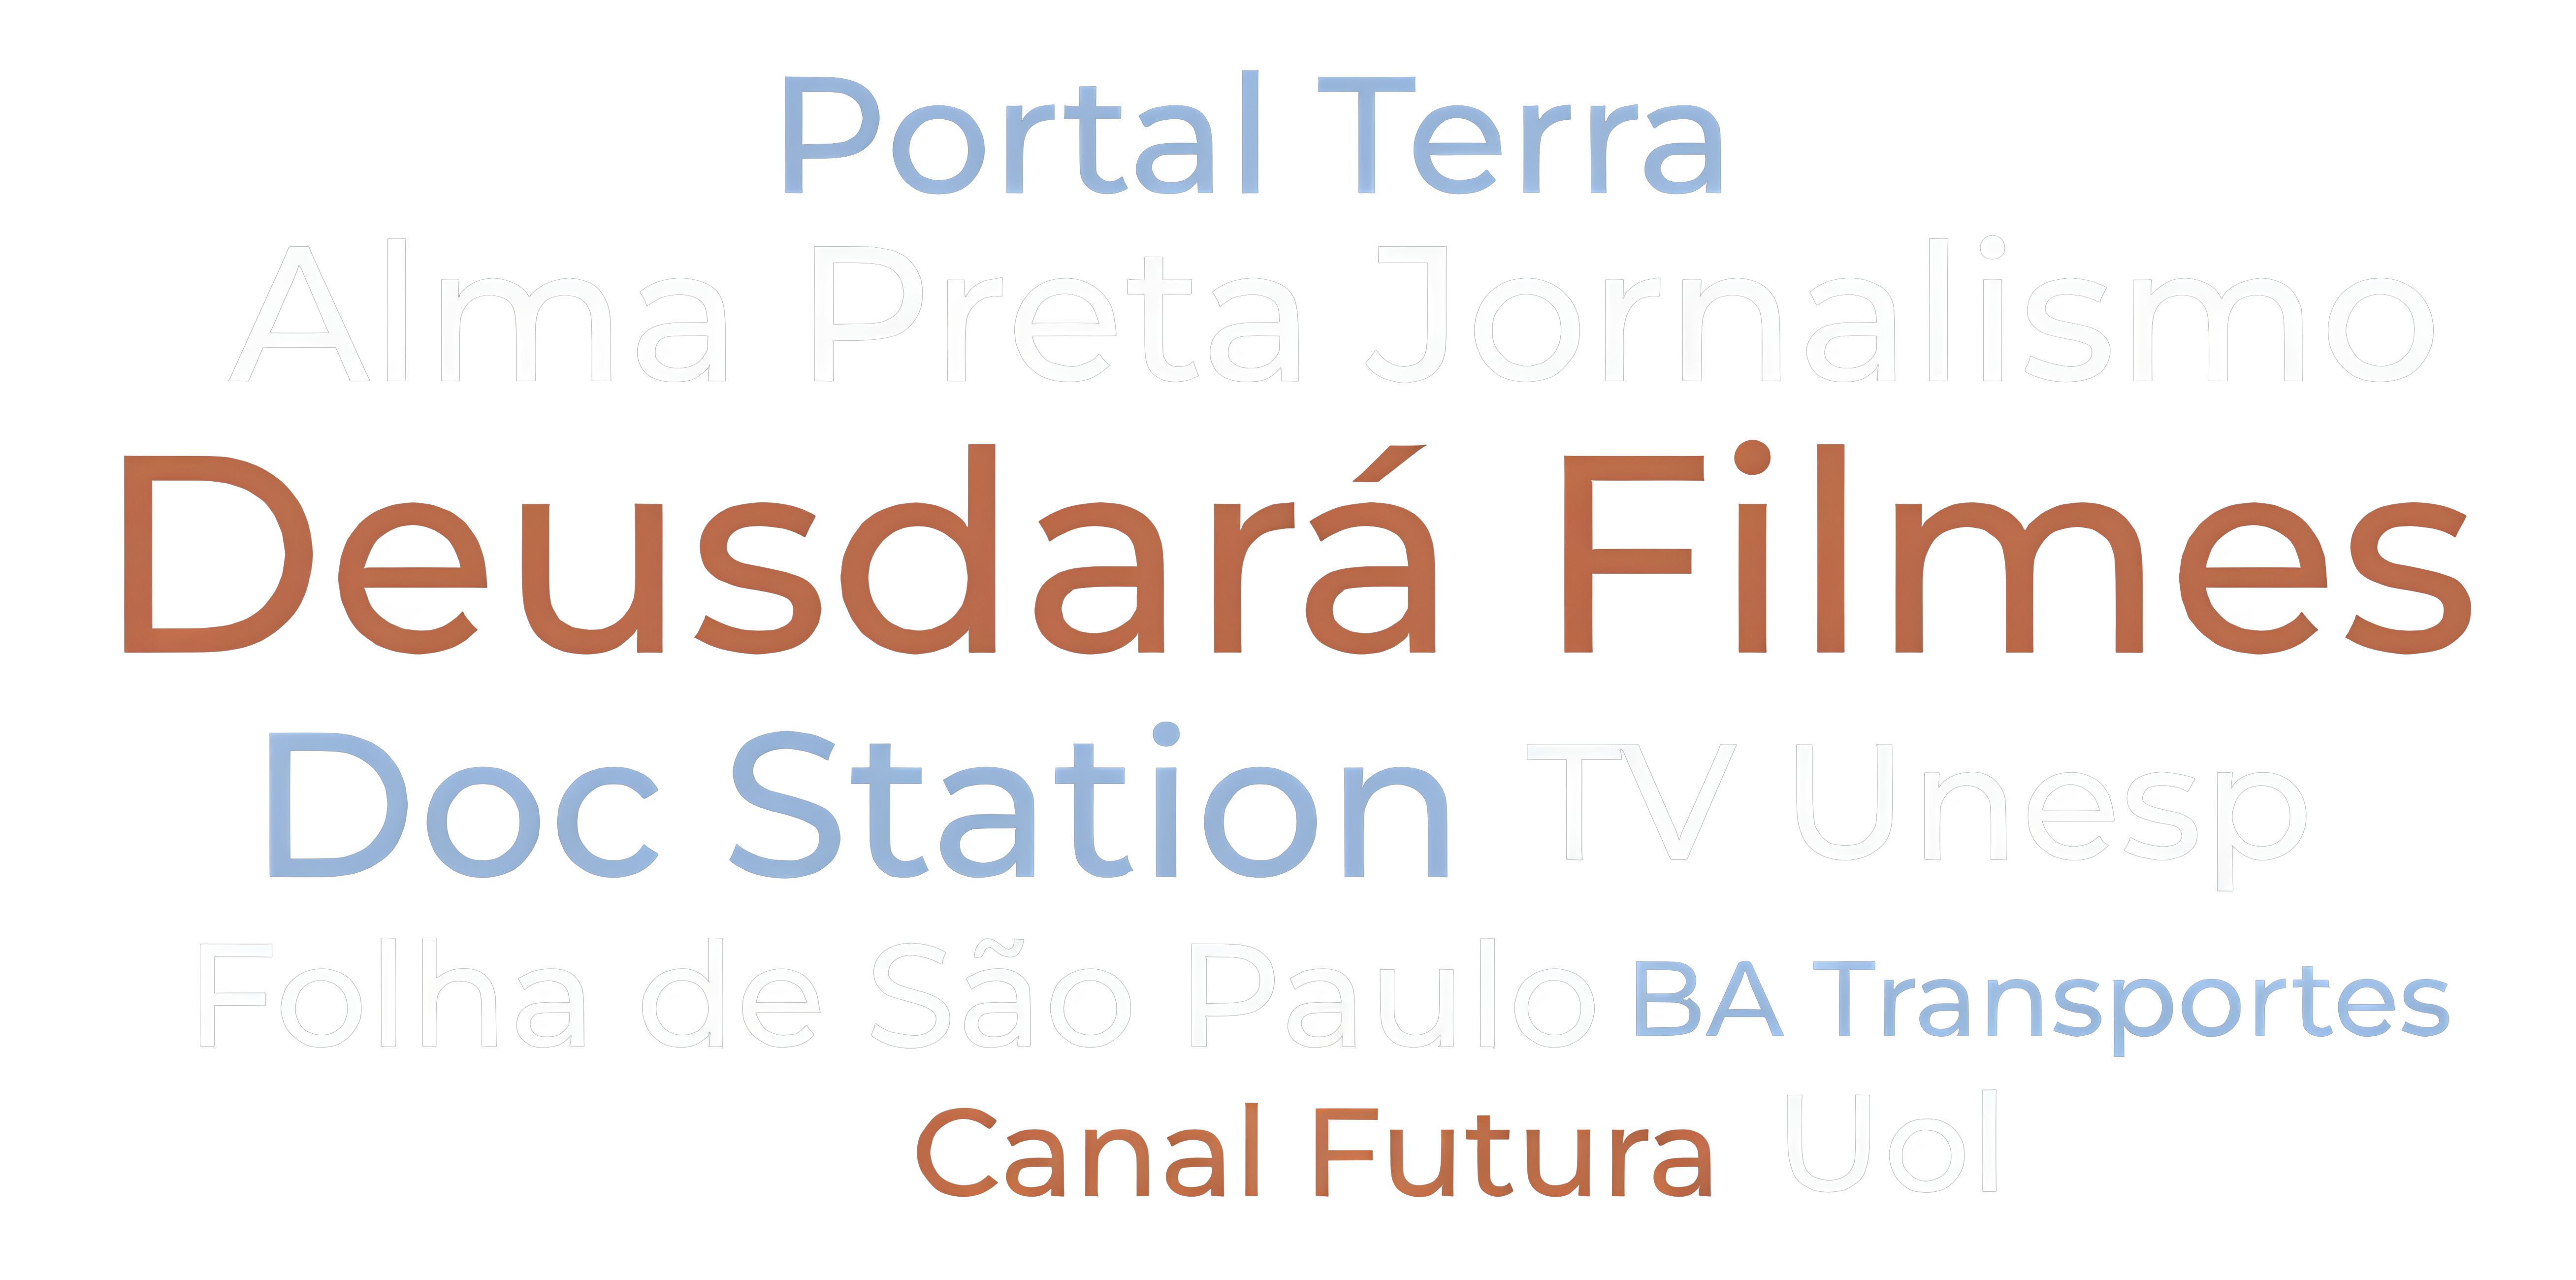 Portal Terra
Alma Preta Jornalismo
Deusdará Filmes
Doc Station TV Unesp
Folha de São Paulo BA Transportes
Canal Futura Uol